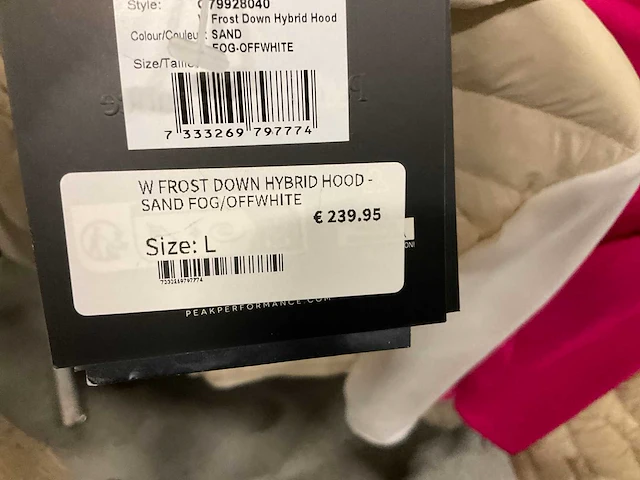 Style: G79928040
W Frost Down Hybrid Hood
Colour/Couleur: SAND
FOG-OFFWHITE
Size/Taille:
7 333269 797774
W FROST DOWN HYBRID HOOD -
SAND FOG/OFFWHITE
€ 239.95
Size: L
PEAKPERFORMANCE.COM